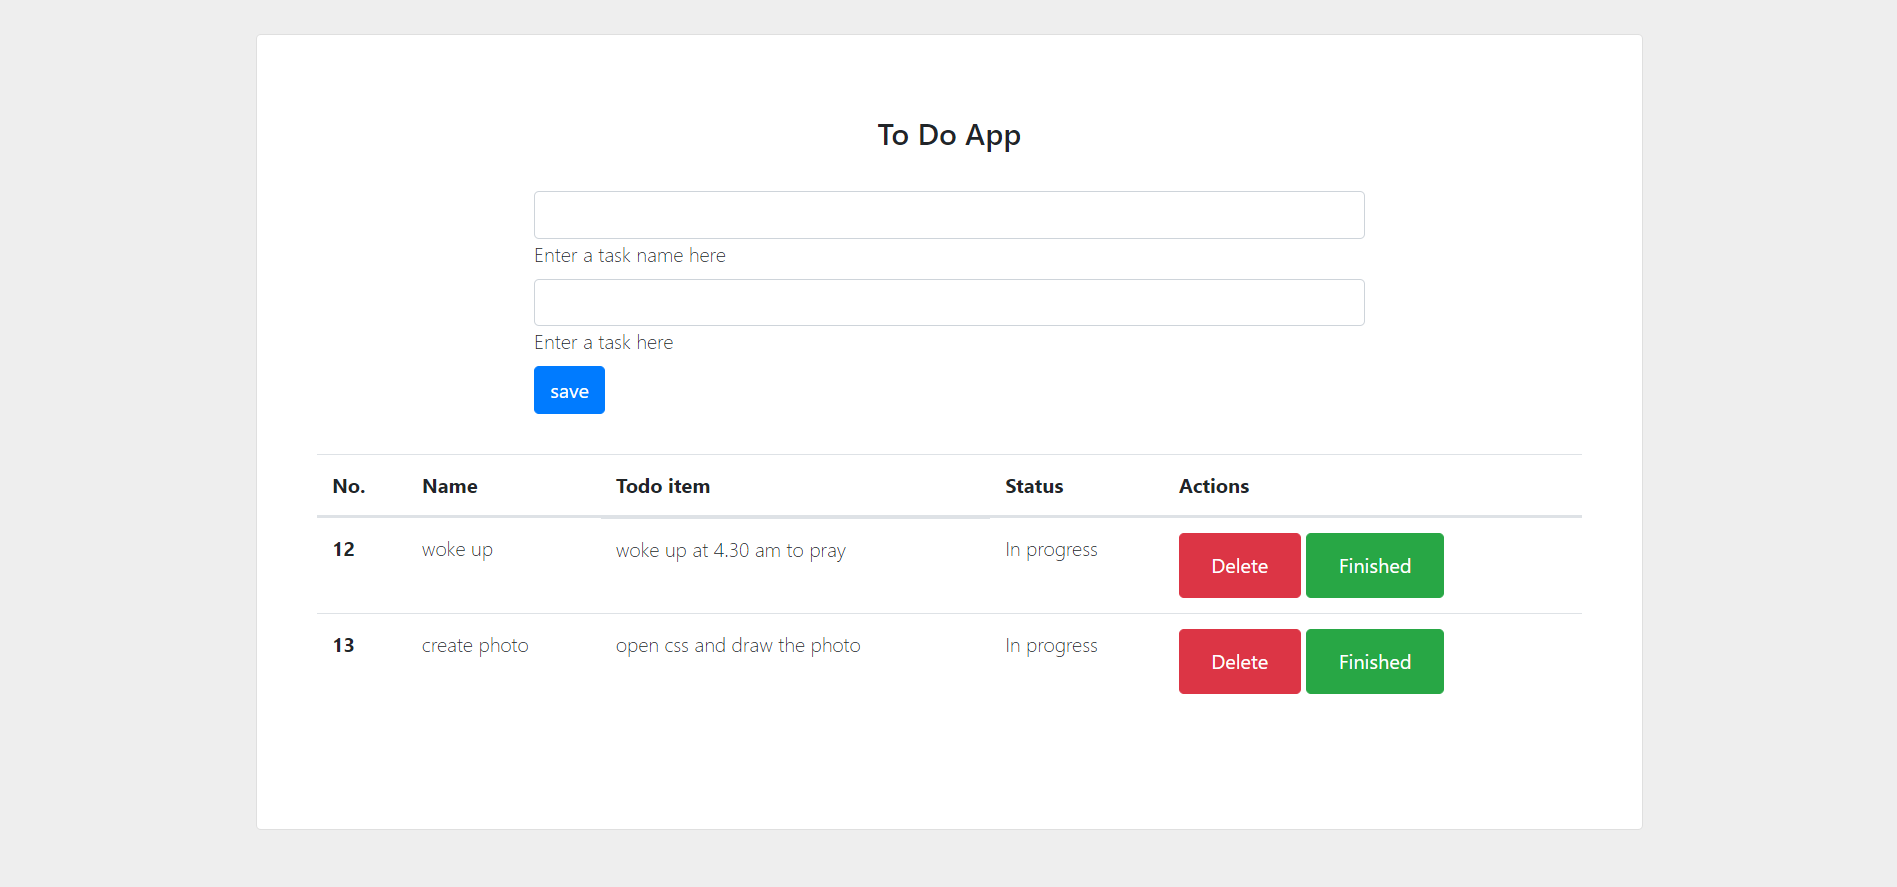 To Do App
Enter a task name here
Enter a task here
save
No. Name Todo item Status Actions
12 woke up woke up at 4.30 am to pray In progress Delete Finished
13 create photo open css and draw the photo In progress Delete Finished